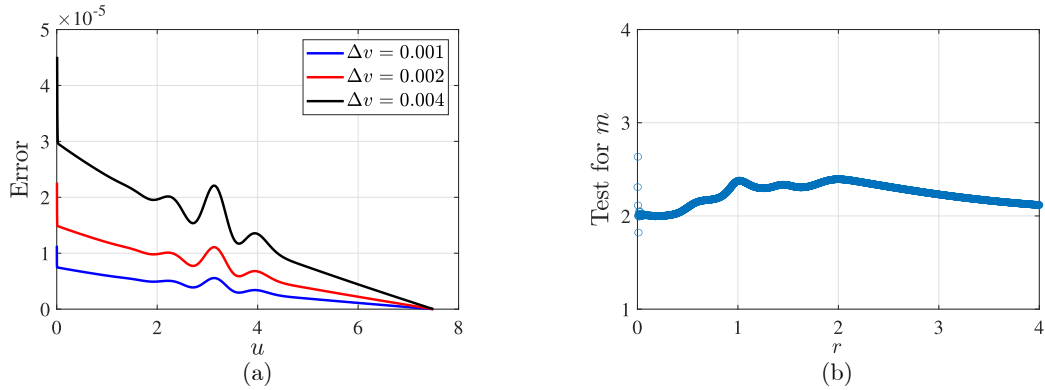 ×10⁻⁵
5
4
3
2
1
0
Error
0 2 4 6 8
u
Δv = 0.001
Δv = 0.002
Δv = 0.004
(a)
4
3
2
1
Test for m
0 1 2 3 4
r
(b)